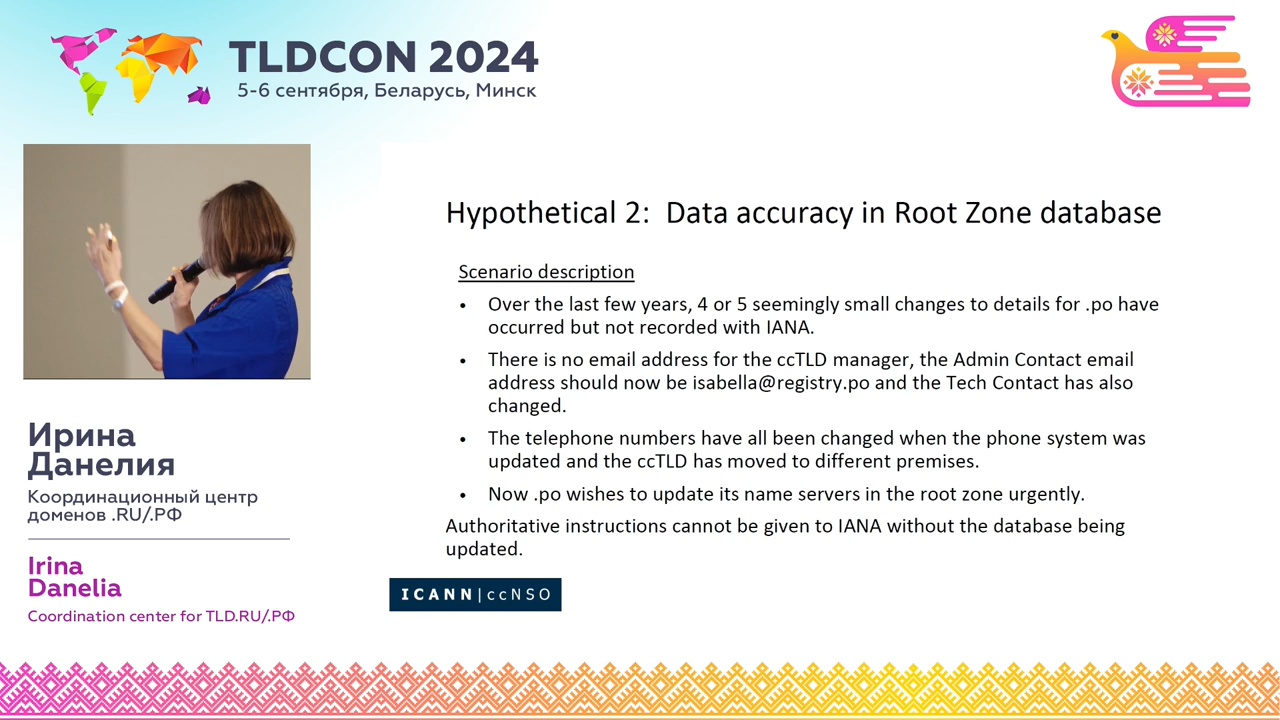 TLDCON 2024
5-6 сентября, Беларусь, Минск
Ирина
Данелия
Координационный центр
доменов .RU/.РФ
Irina
Danelia
Coordination center for TLD.RU/.РФ
Hypothetical 2:  Data accuracy in Root Zone database
Scenario description
• Over the last few years, 4 or 5 seemingly small changes to details for .po have
occurred but not recorded with IANA.
• There is no email address for the ccTLD manager, the Admin Contact email
address should now be isabella@registry.po and the Tech Contact has also
changed.
• The telephone numbers have all been changed when the phone system was
updated and the ccTLD has moved to different premises.
• Now .po wishes to update its name servers in the root zone urgently.
Authoritative instructions cannot be given to IANA without the database being
updated.
ICANN|ccNSO